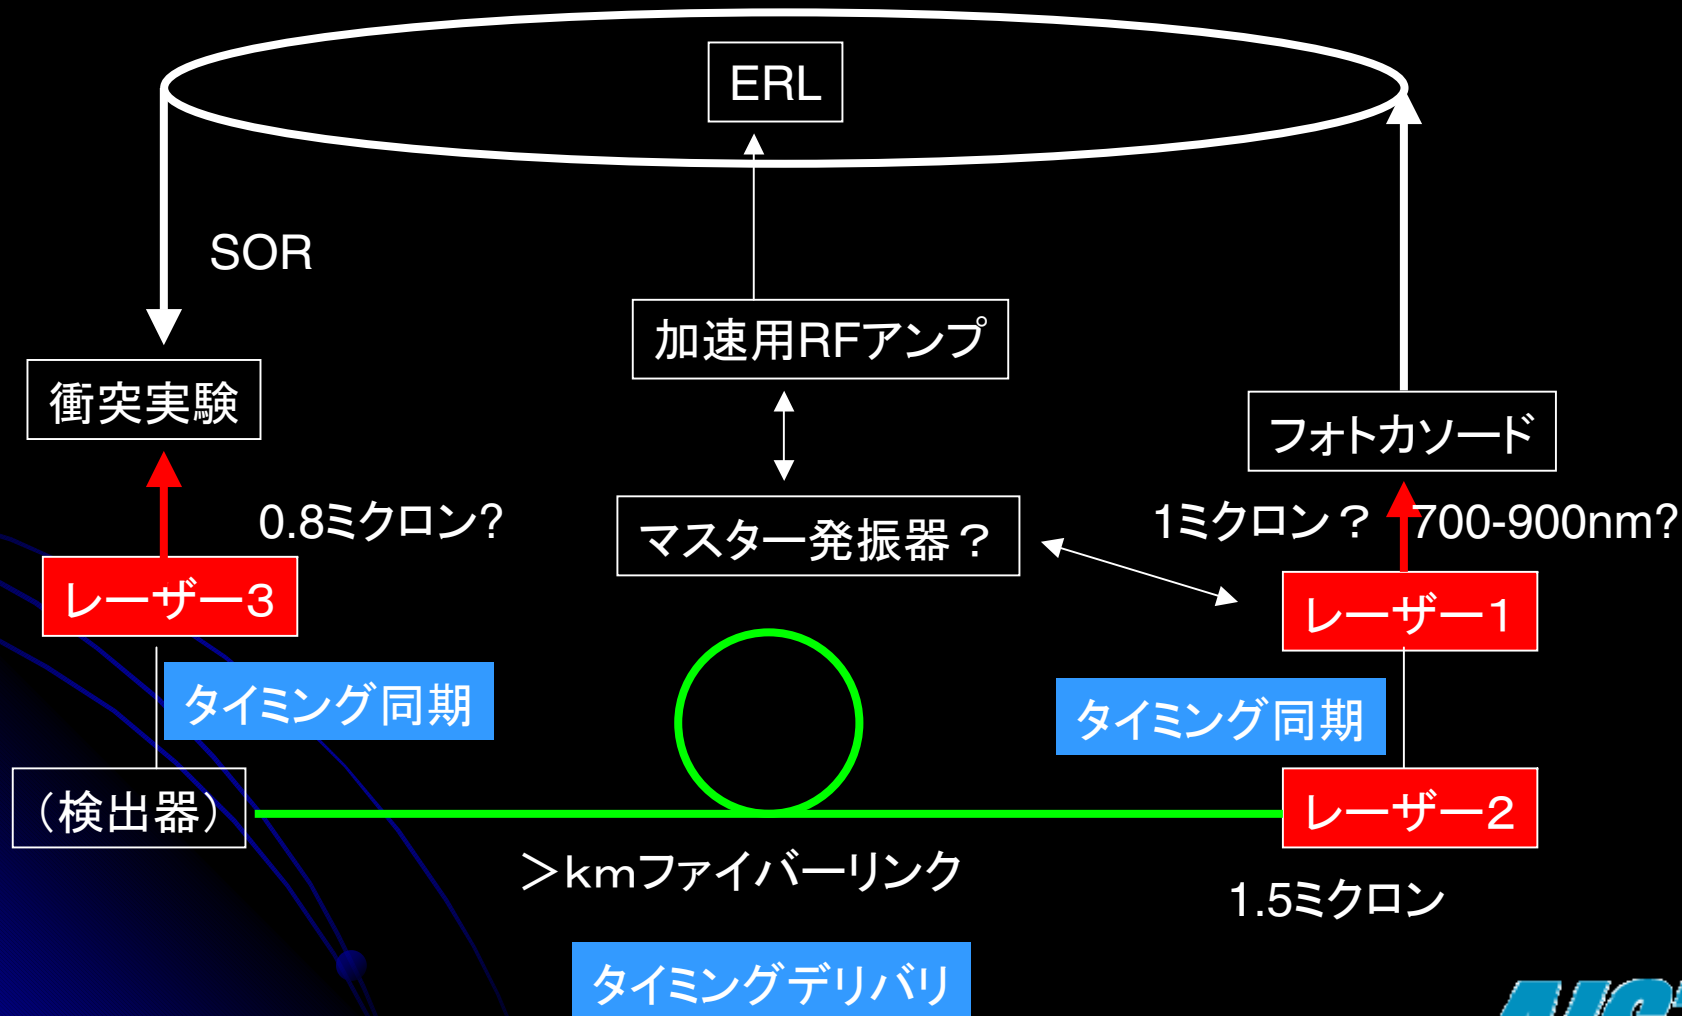 ERL
SOR
加速用RFアンプ
衝突実験
フォトカソード
0.8ミクロン?
マスター発振器？
1ミクロン？
700-900nm?
レーザー3
レーザー1
タイミング同期
タイミング同期
（検出器）
レーザー2
＞kmファイバーリンク
1.5ミクロン
タイミングデリバリ